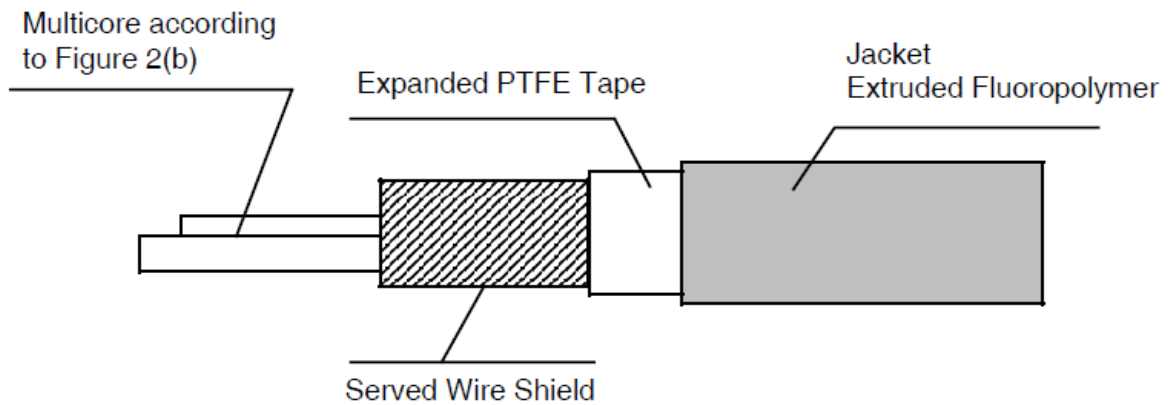 Multicore according
to Figure 2(b)
Expanded PTFE Tape
Jacket
Extruded Fluoropolymer
Served Wire Shield